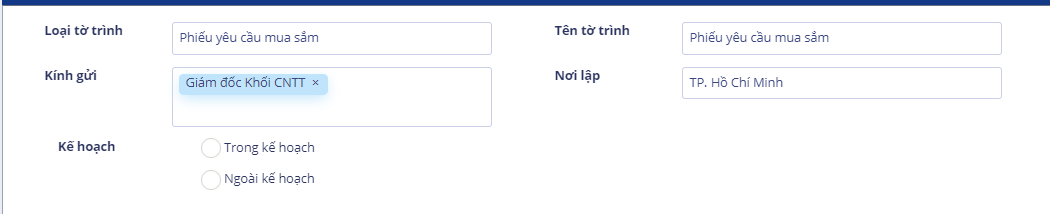 Loại tờ trình Phiếu yêu cầu mua sắm Tên tờ trình Phiếu yêu cầu mua sắm
Kính gửi Giám đốc Khối CNTT × Nơi lập TP. Hồ Chí Minh
Kế hoạch Trong kế hoạch
Ngoài kế hoạch